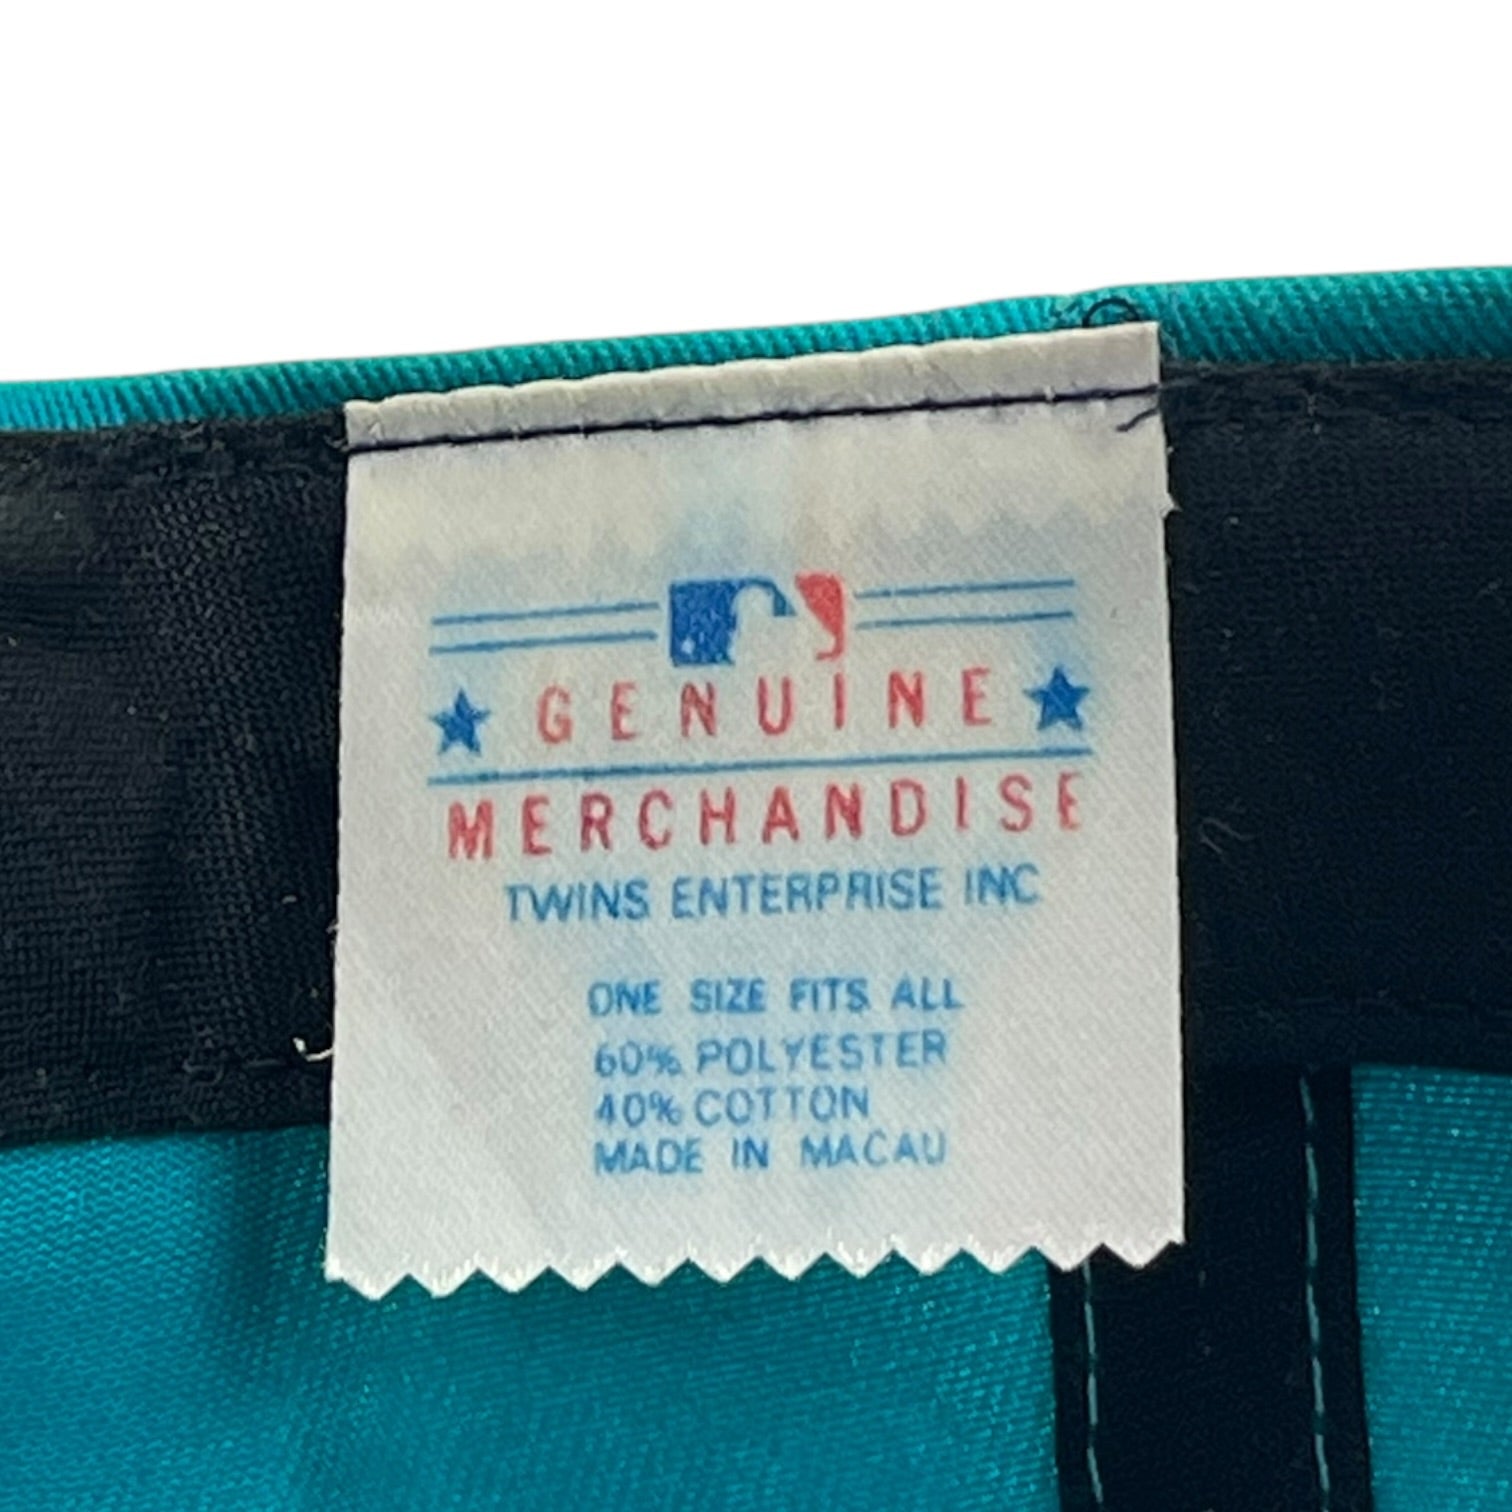 GENUINE
MERCHANDISE
TWINS ENTERPRISE INC
ONE SIZE FITS ALL
60% POLYESTER
40% COTTON
MADE IN MACAU